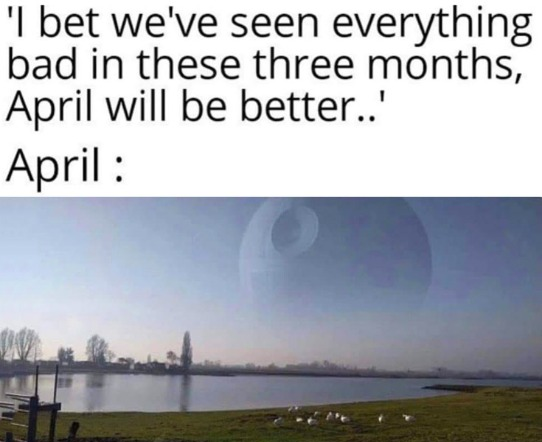 'I bet we've seen everything
bad in these three months,
April will be better..'
April :